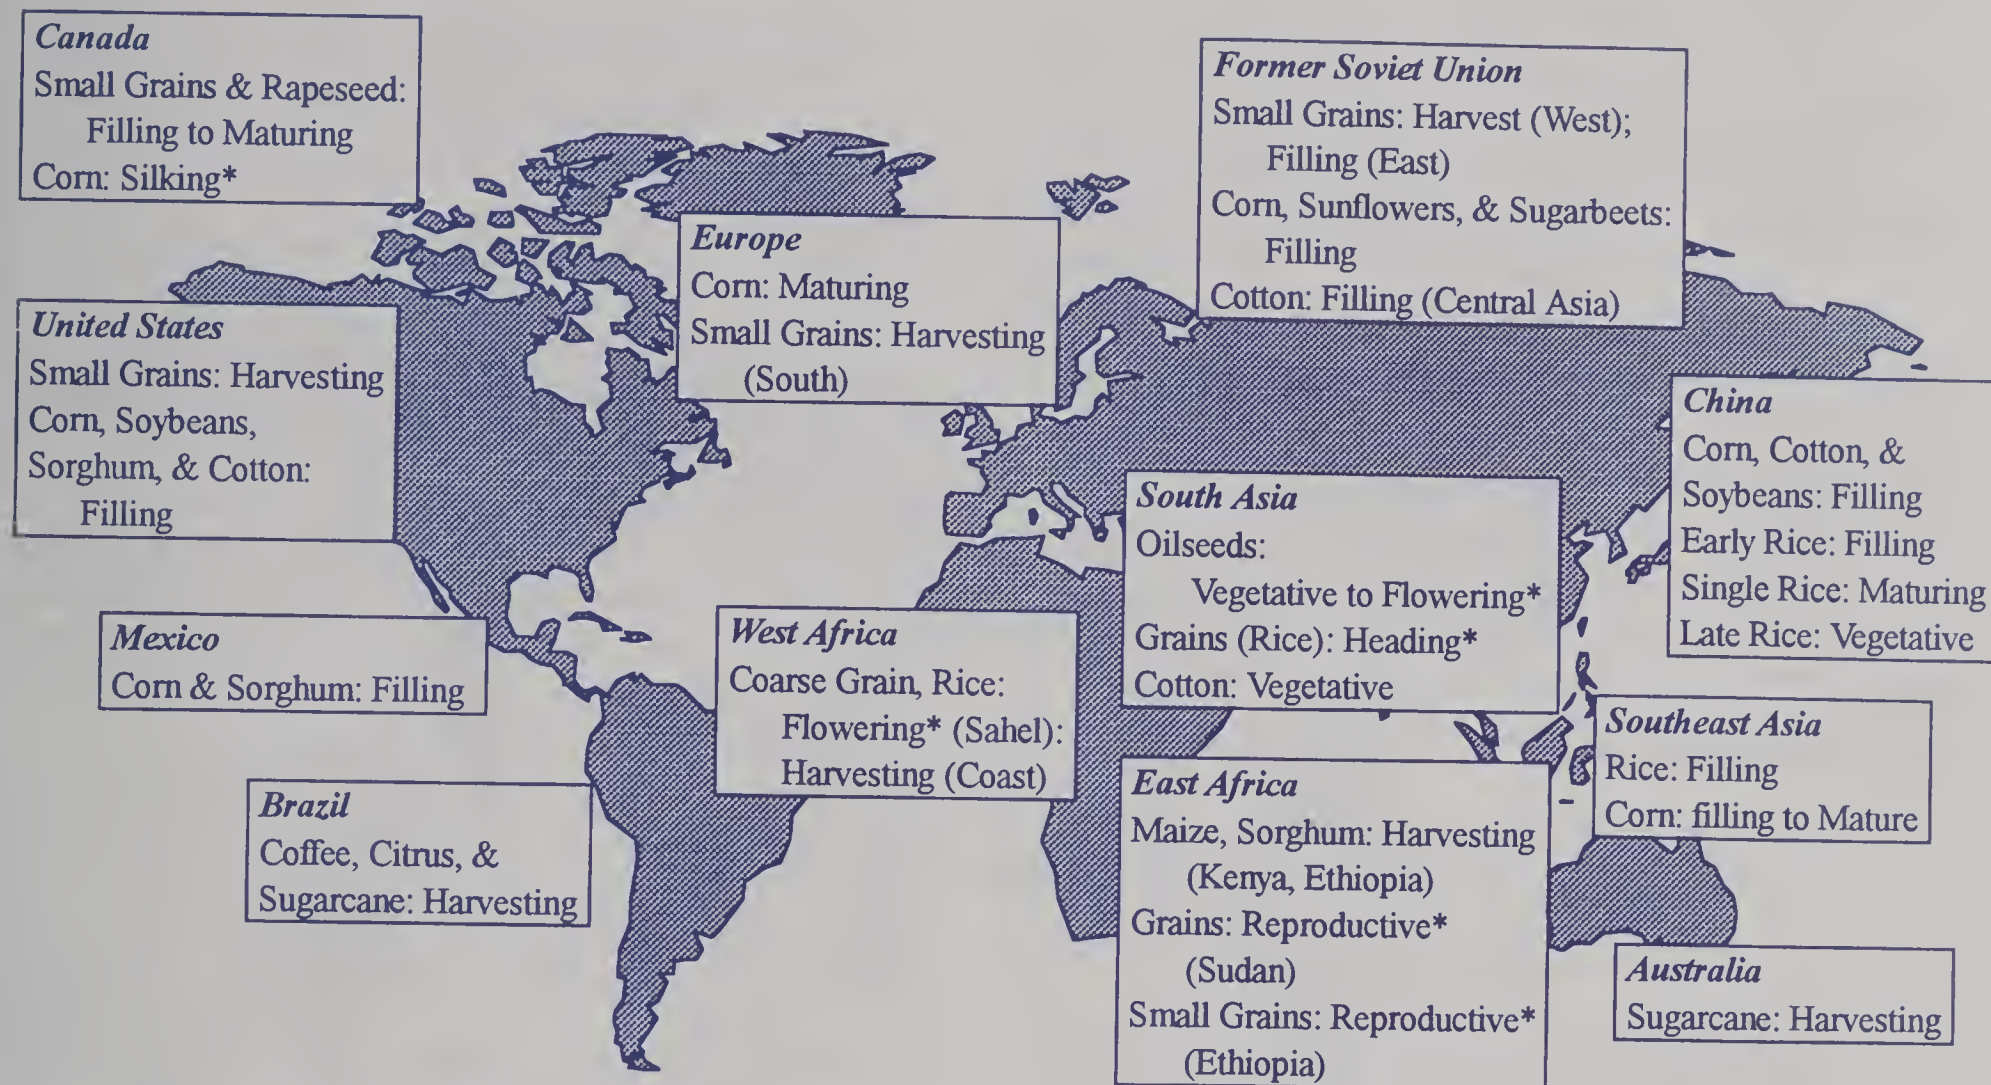 Canada
Small Grains & Rapeseed:
Filling to Maturing
Corn: Silking*
Former Soviet Union
Small Grains: Harvest (West);
Filling (East)
Corn, Sunflowers, & Sugarbeets:
Filling
Cotton: Filling (Central Asia)
Europe
Corn: Maturing
Small Grains: Harvesting
(South)
United States
Small Grains: Harvesting
Corn, Soybeans,
Sorghum, & Cotton:
Filling
China
Corn, Cotton, &
Soybeans: Filling
Early Rice: Filling
Single Rice: Maturing
Late Rice: Vegetative
South Asia
Oilseeds:
Vegetative to Flowering*
Grains (Rice): Heading*
Cotton: Vegetative
Mexico
Corn & Sorghum: Filling
West Africa
Coarse Grain, Rice:
Flowering* (Sahel):
Harvesting (Coast)
Southeast Asia
Rice: Filling
Corn: filling to Mature
Brazil
Coffee, Citrus, &
Sugarcane: Harvesting
East Africa
Maize, Sorghum: Harvesting
(Kenya, Ethiopia)
Grains: Reproductive*
(Sudan)
Small Grains: Reproductive*
(Ethiopia)
Australia
Sugarcane: Harvesting